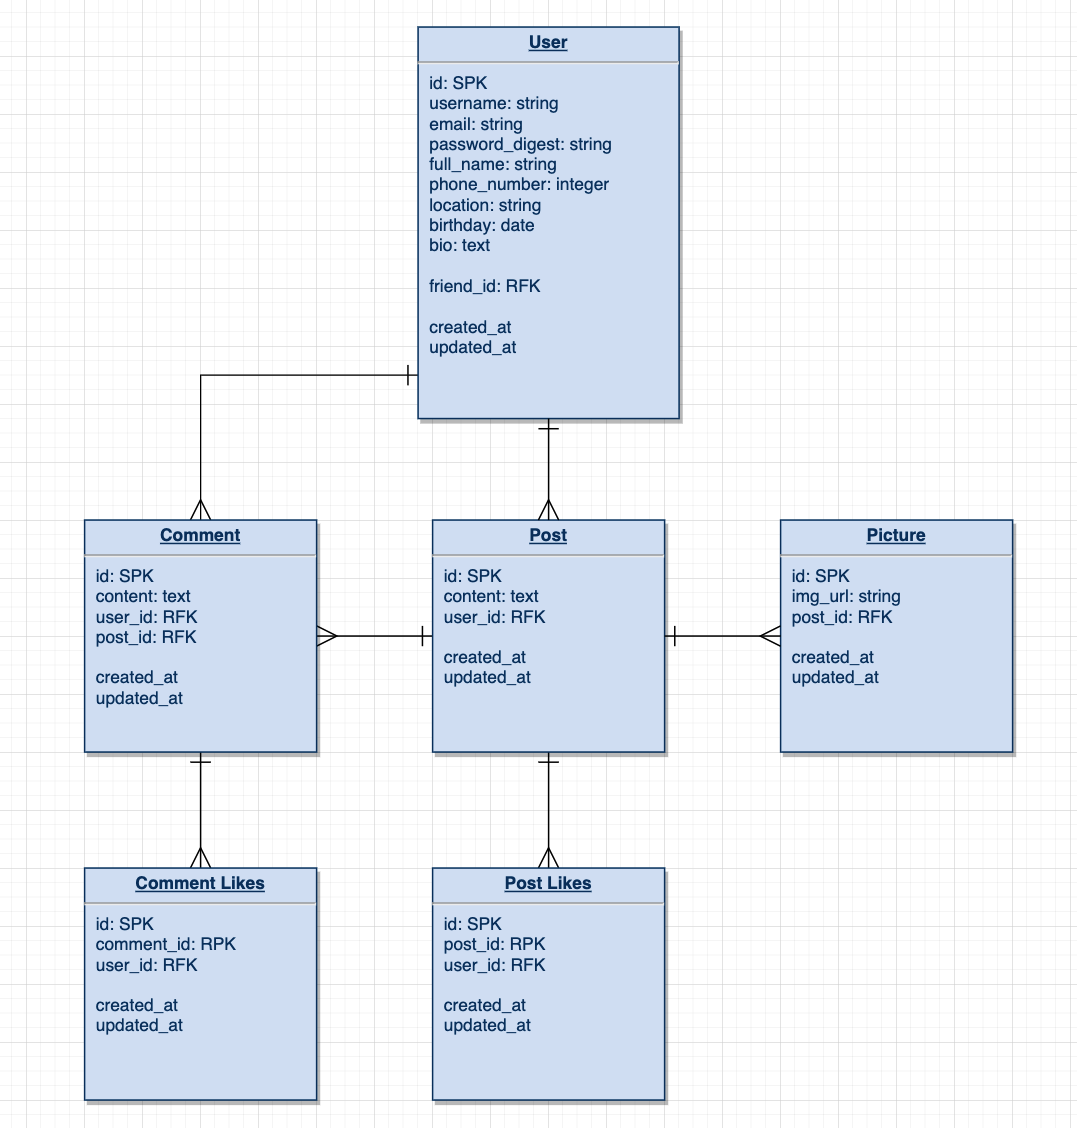 User
id: SPK
username: string
email: string
password_digest: string
full_name: string
phone_number: integer
location: string
birthday: date
bio: text
friend_id: RFK
created_at
updated_at
Comment
id: SPK
content: text
user_id: RFK
post_id: RFK
created_at
updated_at
Post
id: SPK
content: text
user_id: RFK
created_at
updated_at
Picture
id: SPK
img_url: string
post_id: RFK
created_at
updated_at
Comment Likes
id: SPK
comment_id: RPK
user_id: RFK
created_at
updated_at
Post Likes
id: SPK
post_id: RPK
user_id: RFK
created_at
updated_at